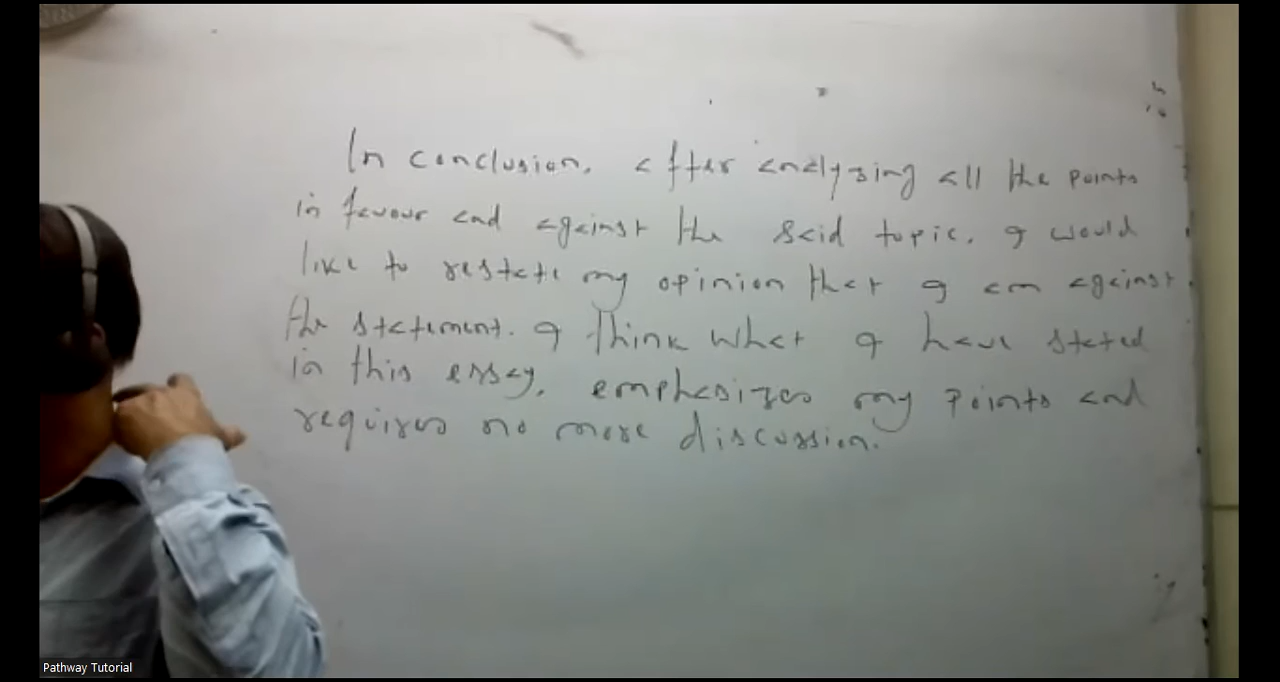 In conclusion, after analyzing all the points
in favour and against the said topic, I would
like to restate my opinion that I am against
the statement. I think what I have stated
in this essay, emphasizes my points and
requires no more discussion.
Pathway Tutorial